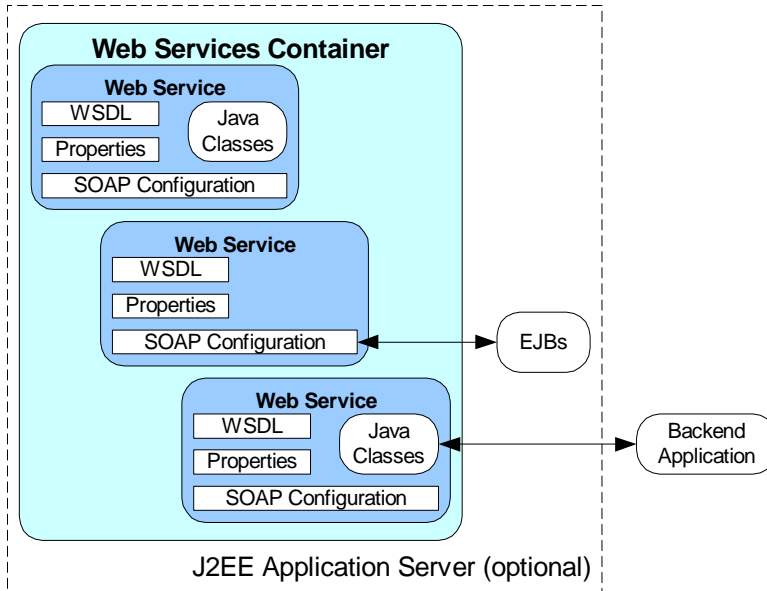 Web Services Container
Web Service
WSDL
Java
Classes
Properties
SOAP Configuration
Web Service
WSDL
Properties
SOAP Configuration
EJBs
Web Service
WSDL
Java
Classes
Properties
SOAP Configuration
Backend
Application
J2EE Application Server (optional)